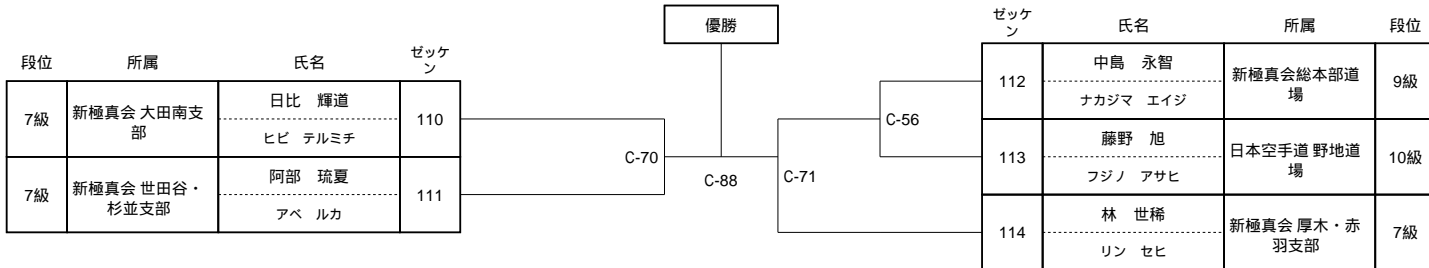 優勝
段位 所属 氏名 ゼッケ
ン
7級 新極真会 大田南支
部 日比 輝道 110
ヒビ テルミチ
7級 新極真会 世田谷・
杉並支部 阿部 琉夏 111
アベ ルカ
C-70
C-88
C-71
C-56
ゼッケ
ン 氏名 所属 段位
112 中島 永智 新極真会総本部道
場 9級
ナカジマ エイジ
113 藤野 旭 日本空手道 野地道
場 10級
フジノ アサヒ
114 林 世稀 新極真会 厚木・赤
羽支部 7級
リン セヒ